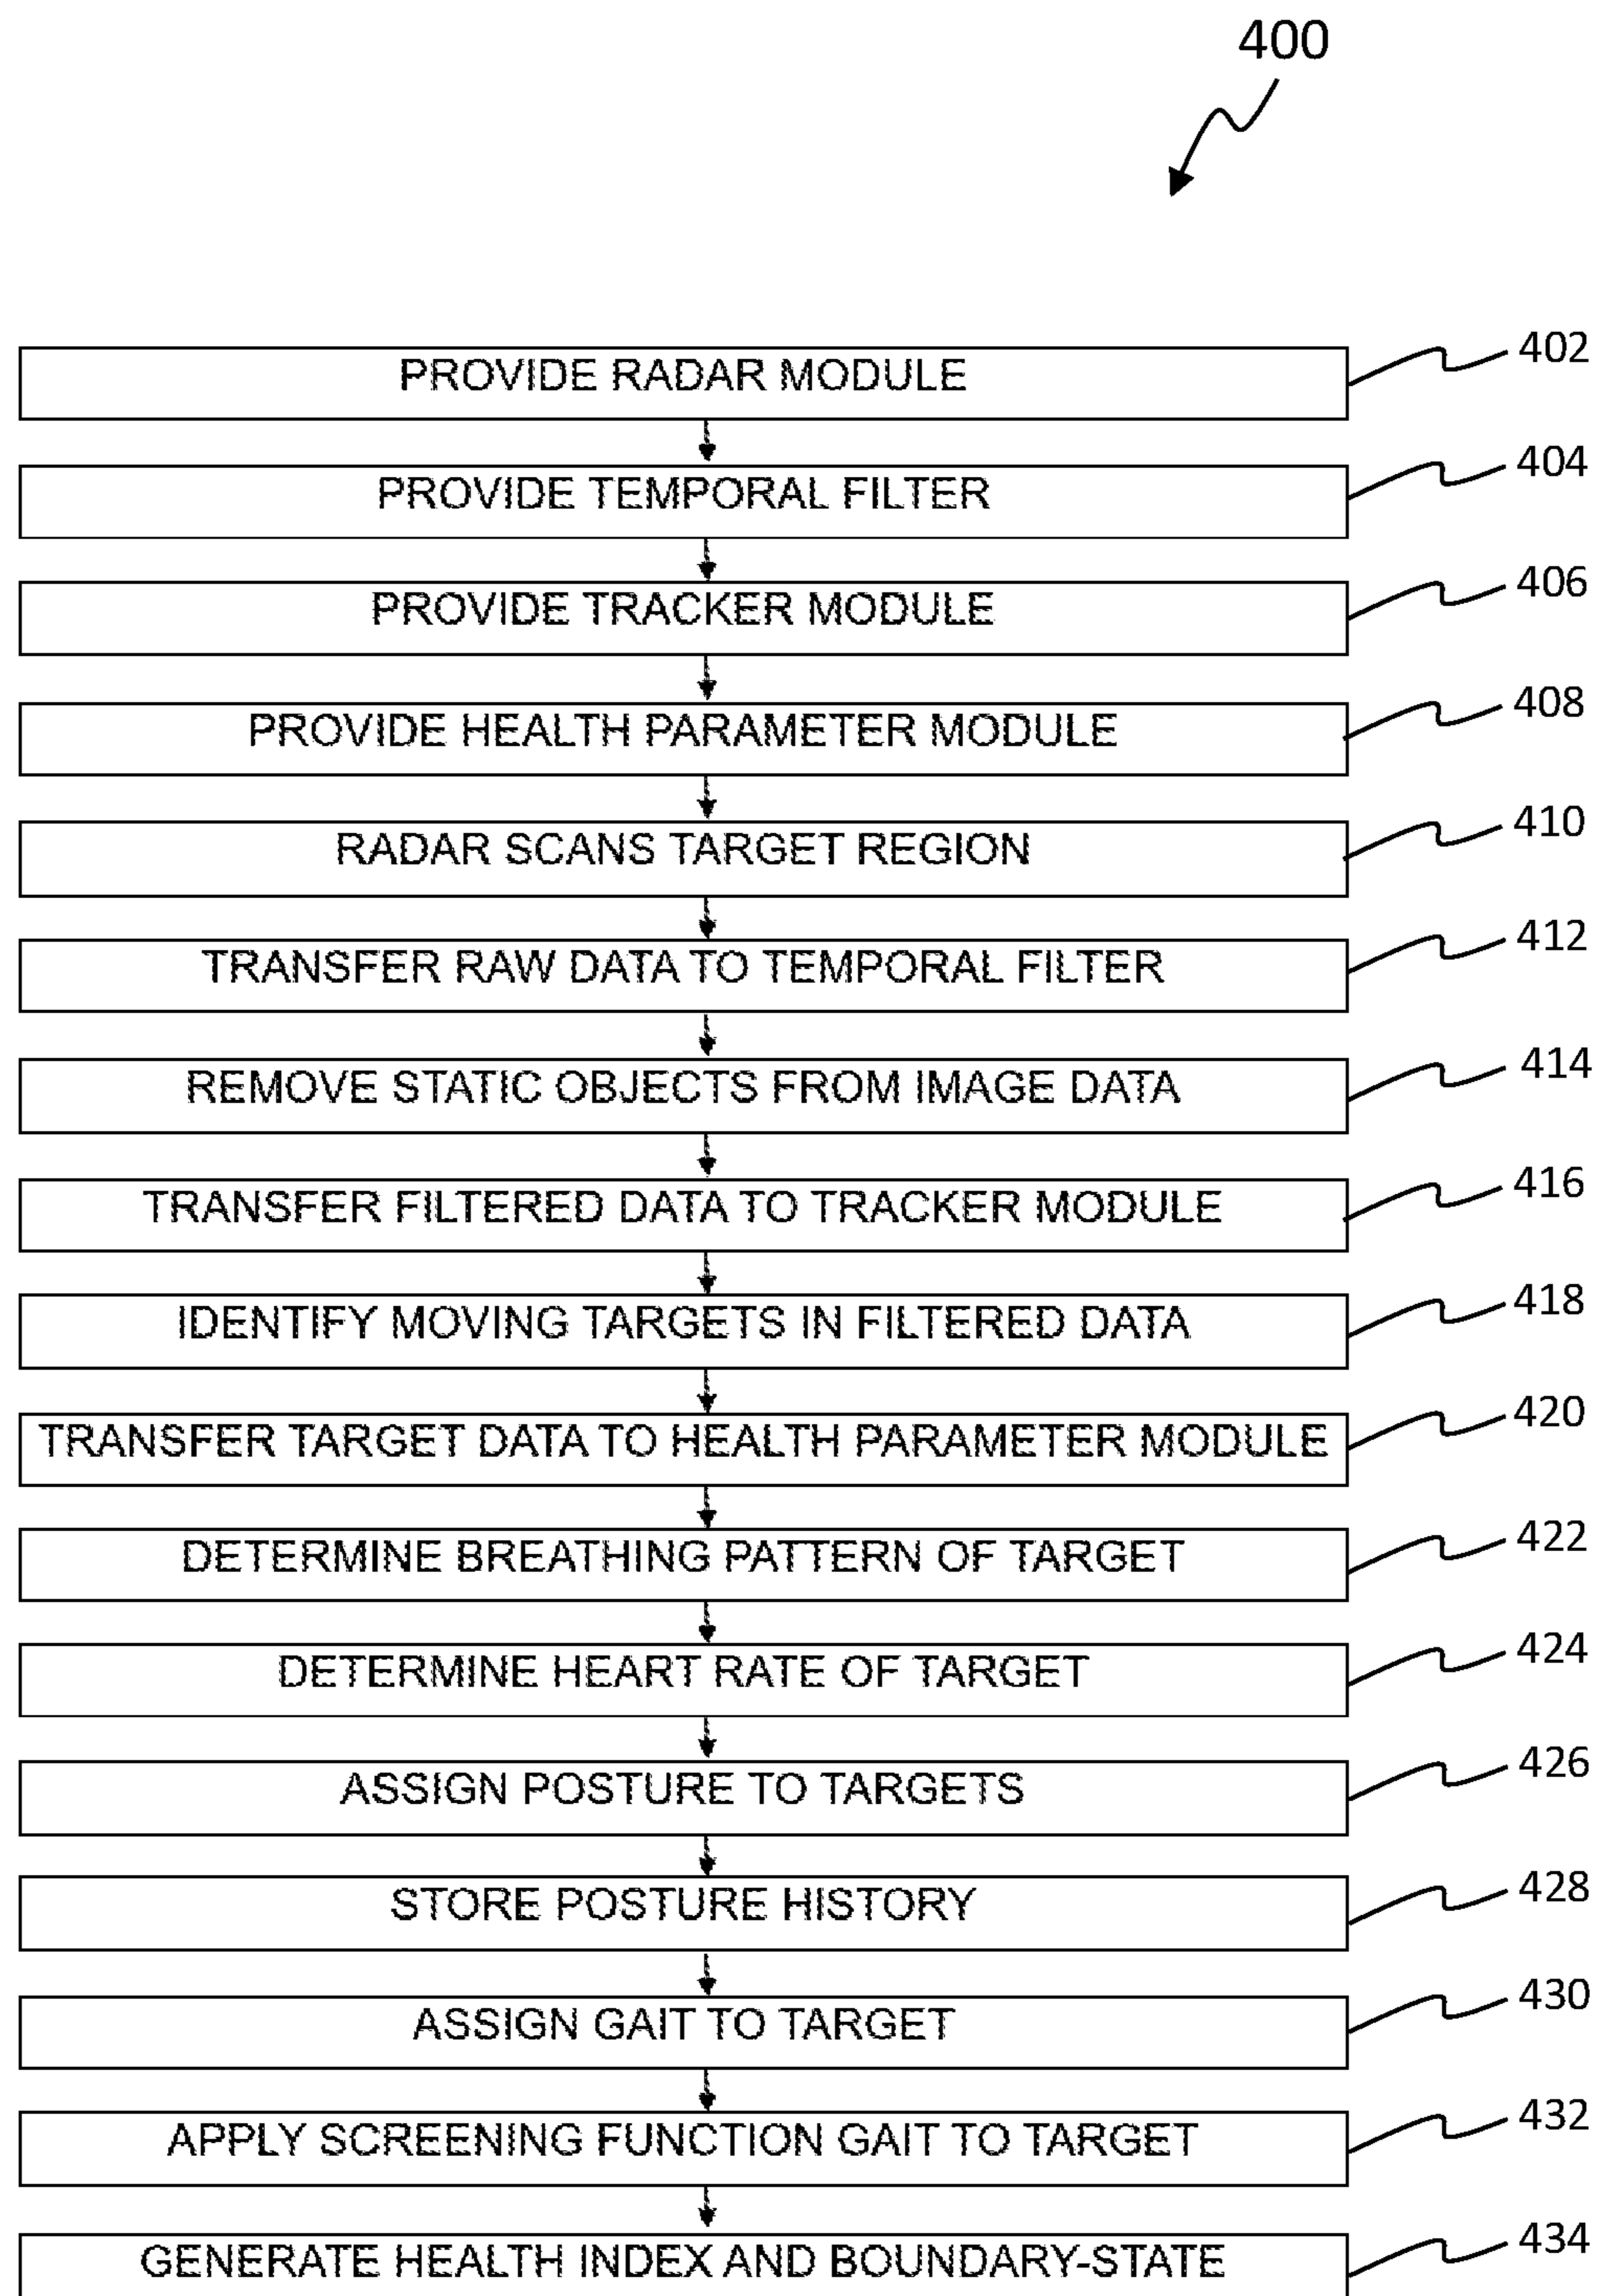 400
PROVIDE RADAR MODULE 402
PROVIDE TEMPORAL FILTER 404
PROVIDE TRACKER MODULE 406
PROVIDE HEALTH PARAMETER MODULE 408
RADAR SCANS TARGET REGION 410
TRANSFER RAW DATA TO TEMPORAL FILTER 412
REMOVE STATIC OBJECTS FROM IMAGE DATA 414
TRANSFER FILTERED DATA TO TRACKER MODULE 416
IDENTIFY MOVING TARGETS IN FILTERED DATA 418
TRANSFER TARGET DATA TO HEALTH PARAMETER MODULE 420
DETERMINE BREATHING PATTERN OF TARGET 422
DETERMINE HEART RATE OF TARGET 424
ASSIGN POSTURE TO TARGETS 426
STORE POSTURE HISTORY 428
ASSIGN GAIT TO TARGET 430
APPLY SCREENING FUNCTION GAIT TO TARGET 432
GENERATE HEALTH INDEX AND BOUNDARY-STATE 434